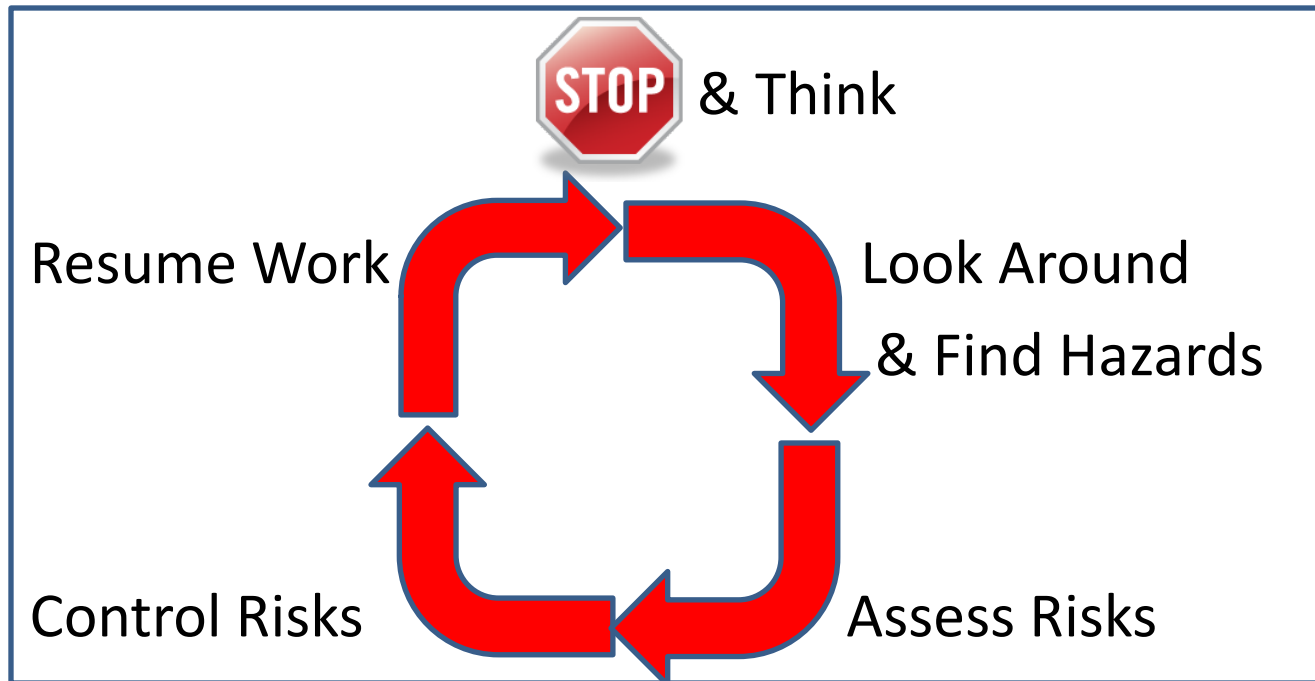 STOP & Think
Resume Work
Look Around
& Find Hazards
Control Risks
Assess Risks